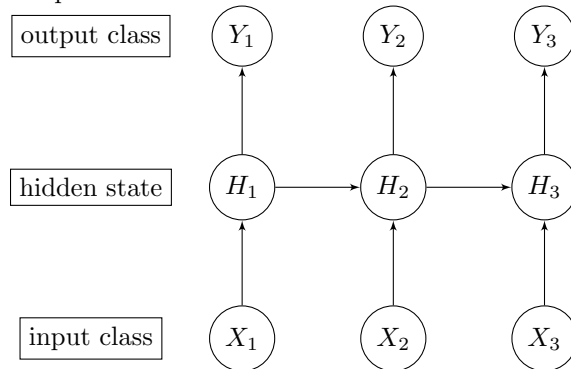 output class Y₁ Y₂ Y₃
hidden state H₁ H₂ H₃
input class X₁ X₂ X₃